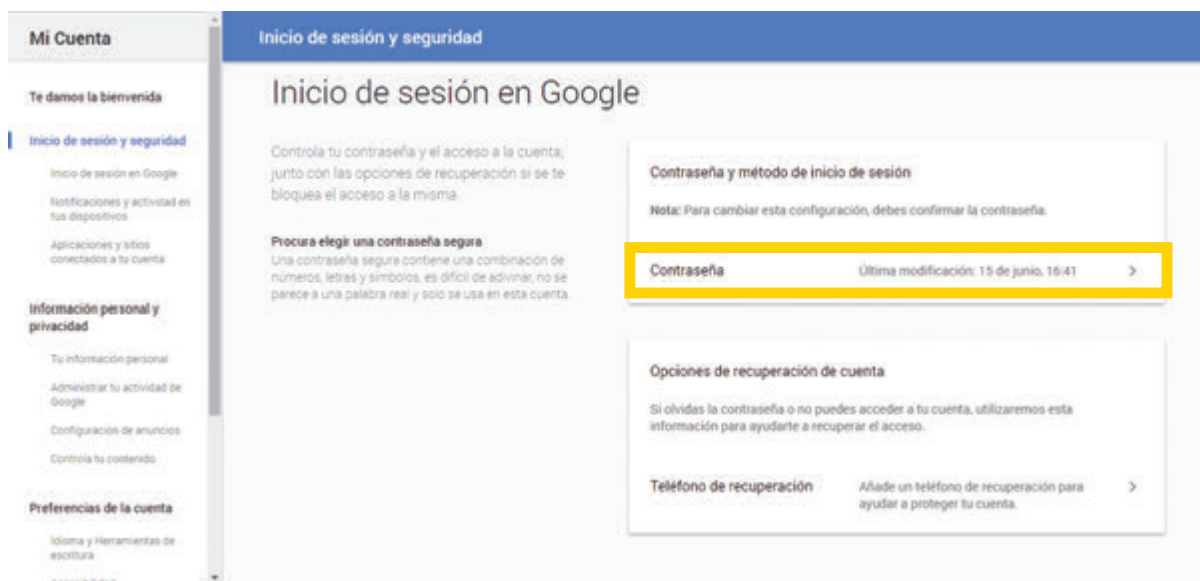 Mi Cuenta
Te damos la bienvenida
Inicio de sesión y seguridad
Inicio de sesión en Google
Notificaciones y actividad en
tus dispositivos
Aplicaciones y sitios
conectados a tu cuenta
Información personal y
privacidad
Tu información personal
Administrar tu actividad de
Google
Configuración de anuncios
Controla tu contenido
Preferencias de la cuenta
Idioma y Herramientas de
escritura
Inicio de sesión y seguridad
Inicio de sesión en Google
Controla tu contraseña y el acceso a la cuenta,
junto con las opciones de recuperación si se te
bloquea el acceso a la misma.
Procura elegir una contraseña segura
Una contraseña segura contiene una combinación de
números, letras y símbolos, es difícil de adivinar, no se
parece a una palabra real y solo se usa en esta cuenta.
Contraseña y método de inicio de sesión
Nota: Para cambiar esta configuración, debes confirmar la contraseña.
Contraseña Última modificación: 15 de junio, 16:41 >
Opciones de recuperación de cuenta
Si olvidas la contraseña o no puedes acceder a tu cuenta, utilizaremos esta
información para ayudarte a recuperar el acceso.
Teléfono de recuperación Añade un teléfono de recuperación para >
ayudar a proteger tu cuenta.